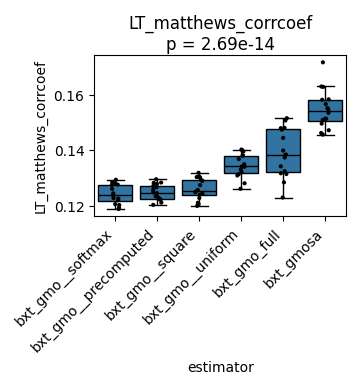 LT_matthews_corrcoef
p = 2.69e-14
LT_matthews_corrcoef
0.16
0.14
0.12
bxt_gmo__softmax
bxt_gmo__precomputed
bxt_gmo__square
bxt_gmo__uniform
bxt_gmo_full
bxt_gmosa
estimator